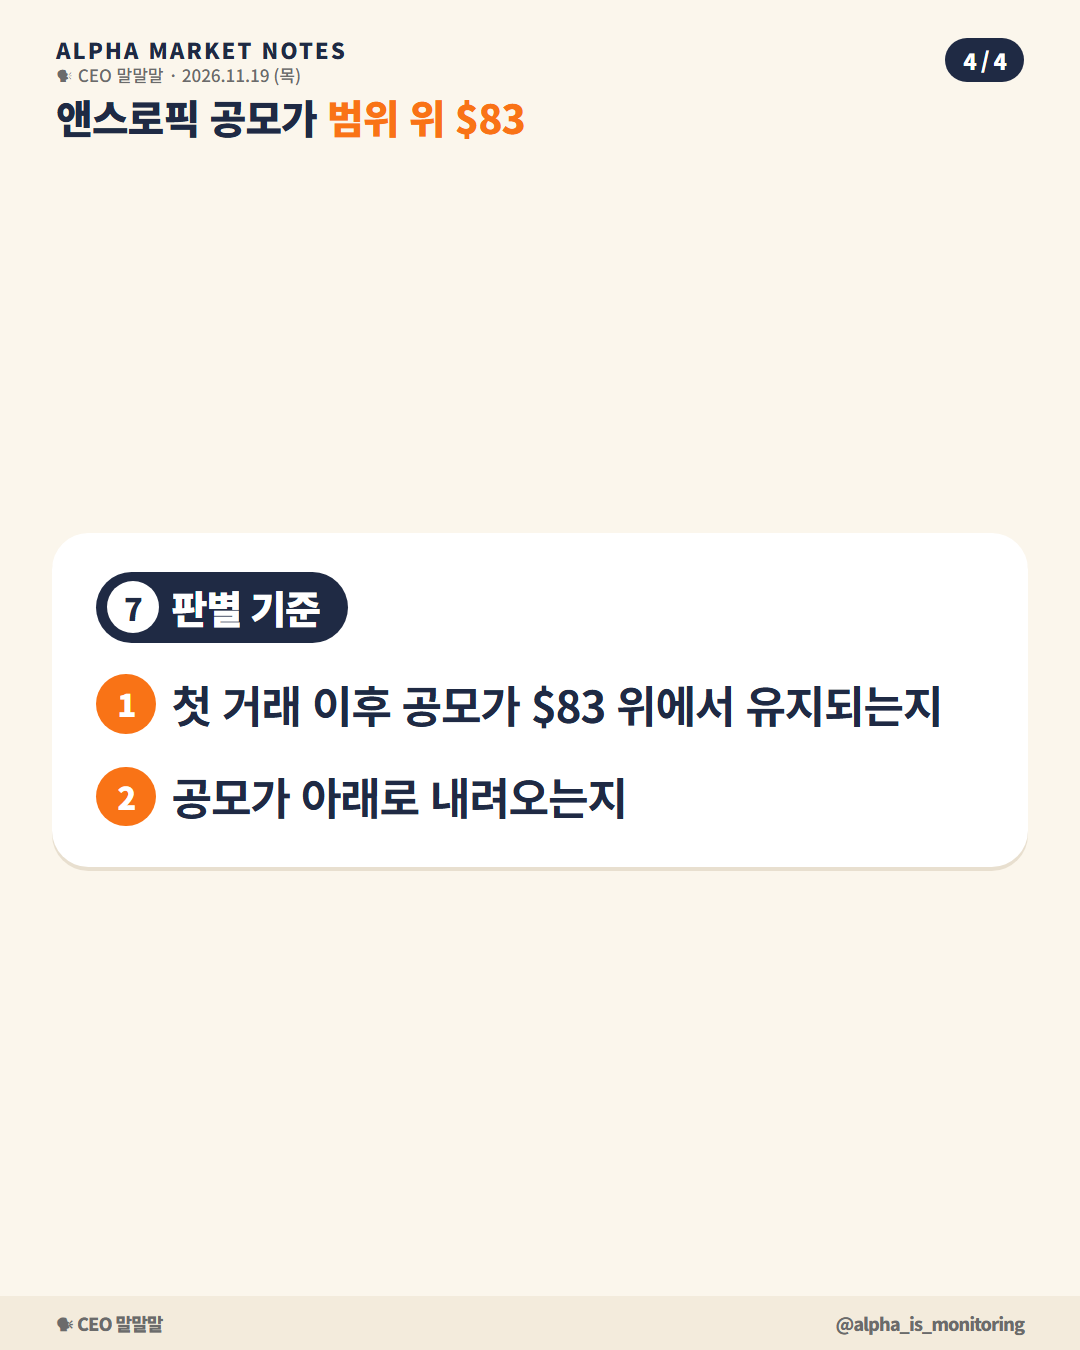 ALPHA MARKET NOTES
4/4
🗣 CEO 말말말 · 2026.11.19 (목)
앤스로픽 공모가 범위 위 $83
7 판별 기준
1 첫 거래 이후 공모가 $83 위에서 유지되는지
2 공모가 아래로 내려오는지
🗣 CEO 말말말
@alpha_is_monitoring